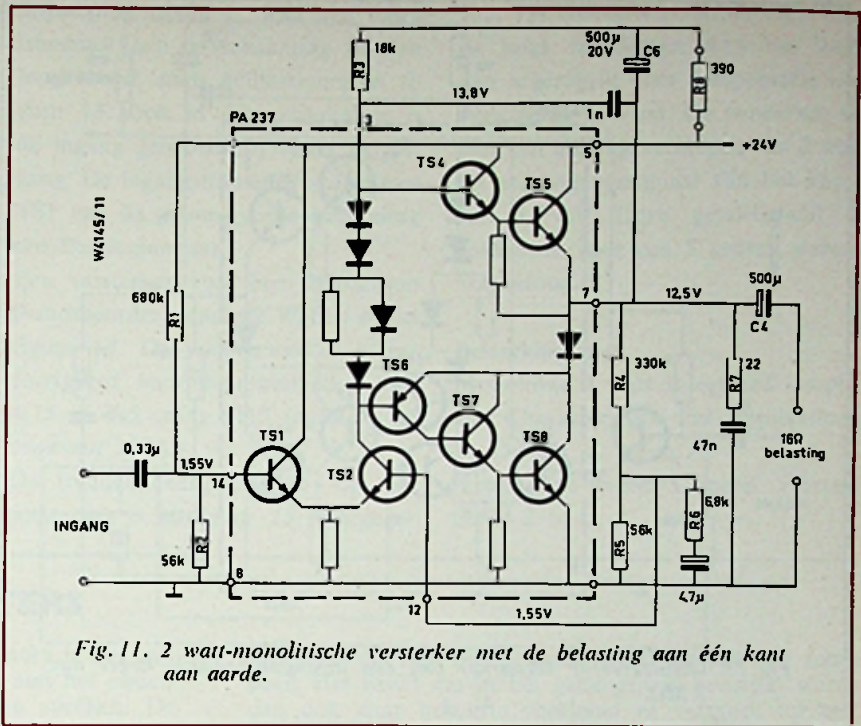 500µ
20V
C6
18k
R3
390
R8
13,8V
1n
PA 237
3
5
+24V
TS4
TS5
W4145/11
680k
R1
7
12,5V
500µ
C4
330k
R4
22
R7
TS6
TS7
TS1
TS2
TS8
47n
16Ω
belasting
0,33µ
1,55V
14
6,8k
R6
INGANG
56k
R2
56k
R5
8
4,7µ
12
1,55V
Fig. 11. 2 watt-monolitische versterker met de belasting aan één kant
aan aarde.